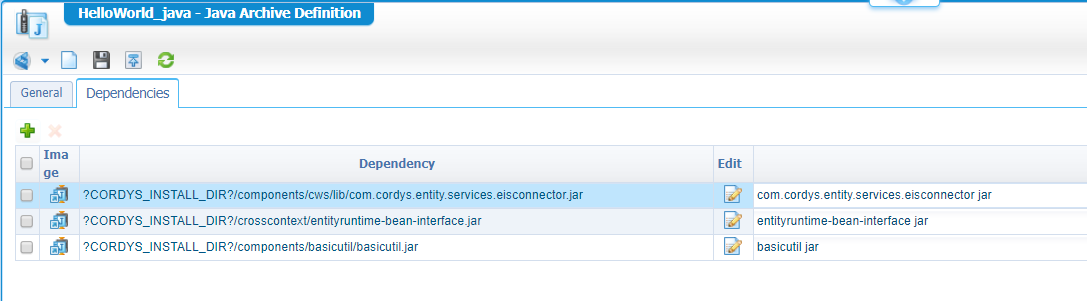 HelloWorld_java - Java Archive Definition
General Dependencies
Ima
ge Dependency Edit
?CORDYS_INSTALL_DIR?/components/cws/lib/com.cordys.entity.services.eisconnector.jar com.cordys.entity.services.eisconnector jar
?CORDYS_INSTALL_DIR?/crosscontext/entityruntime-bean-interface.jar entityruntime-bean-interface jar
?CORDYS_INSTALL_DIR?/components/basicutil/basicutil.jar basicutil jar